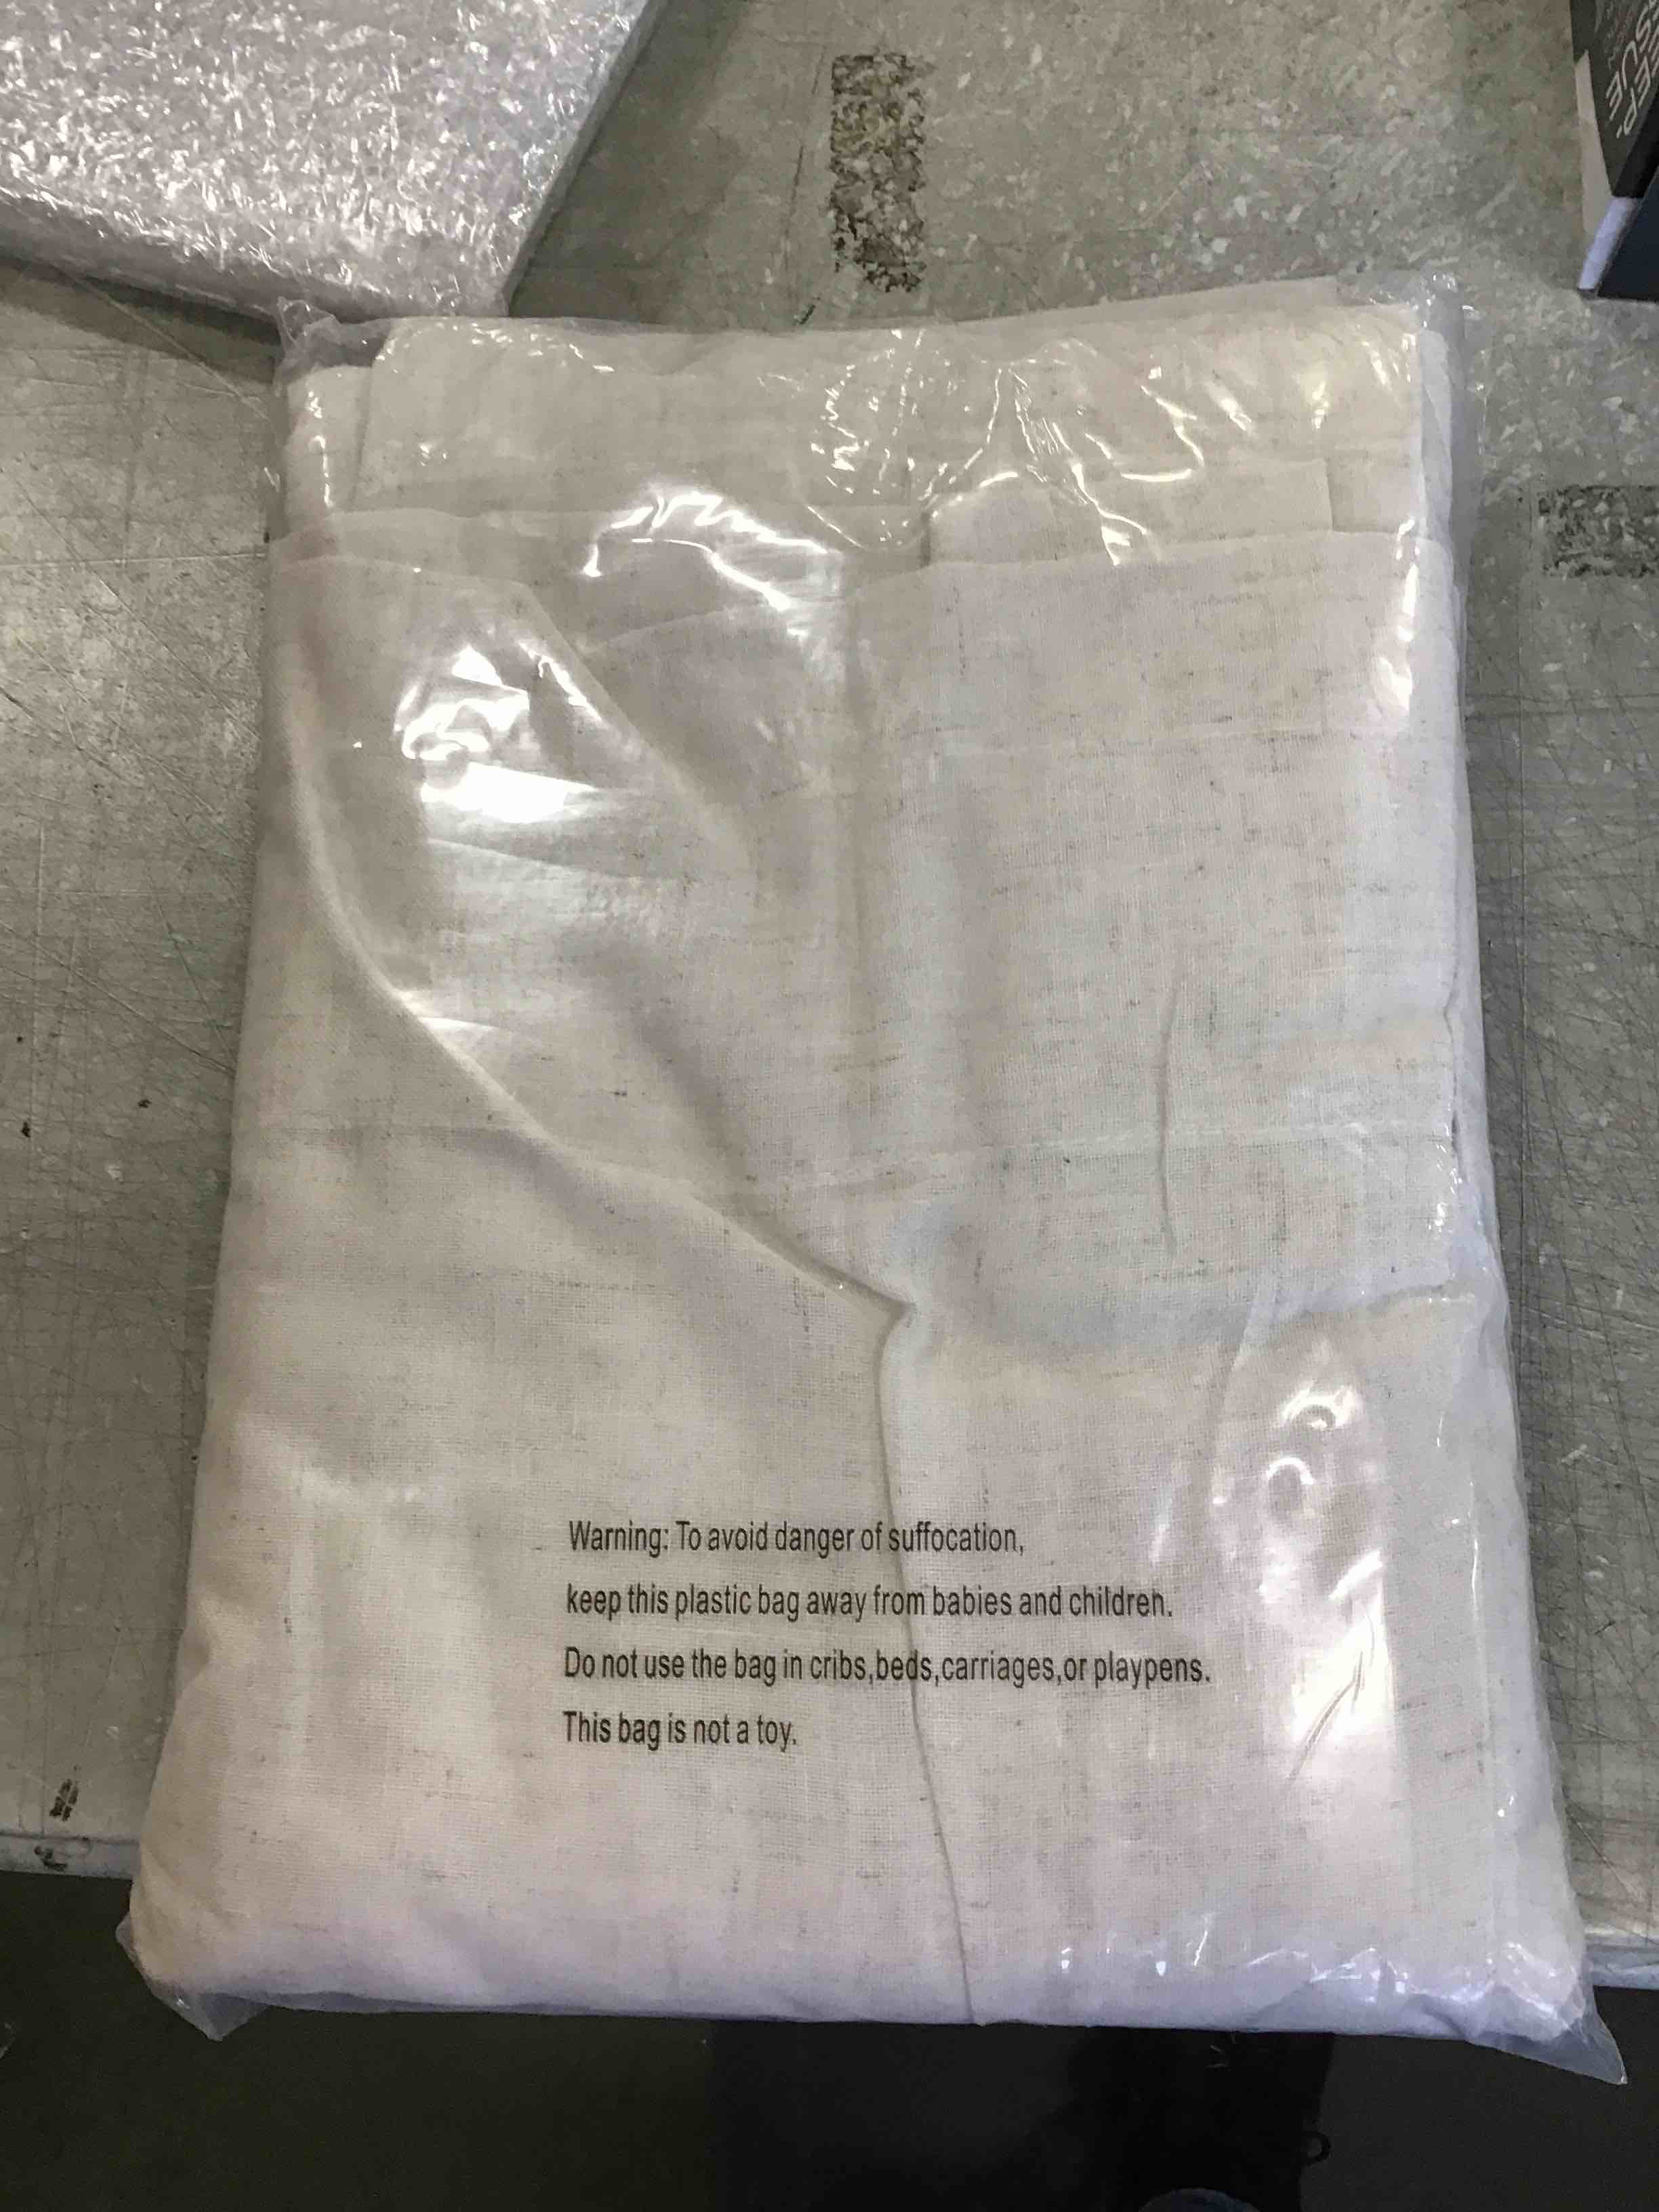 Warning: To avoid danger of suffocation,
keep this plastic bag away from babies and children.
Do not use the bag in cribs,beds,carriages,or playpens.
This bag is not a toy.